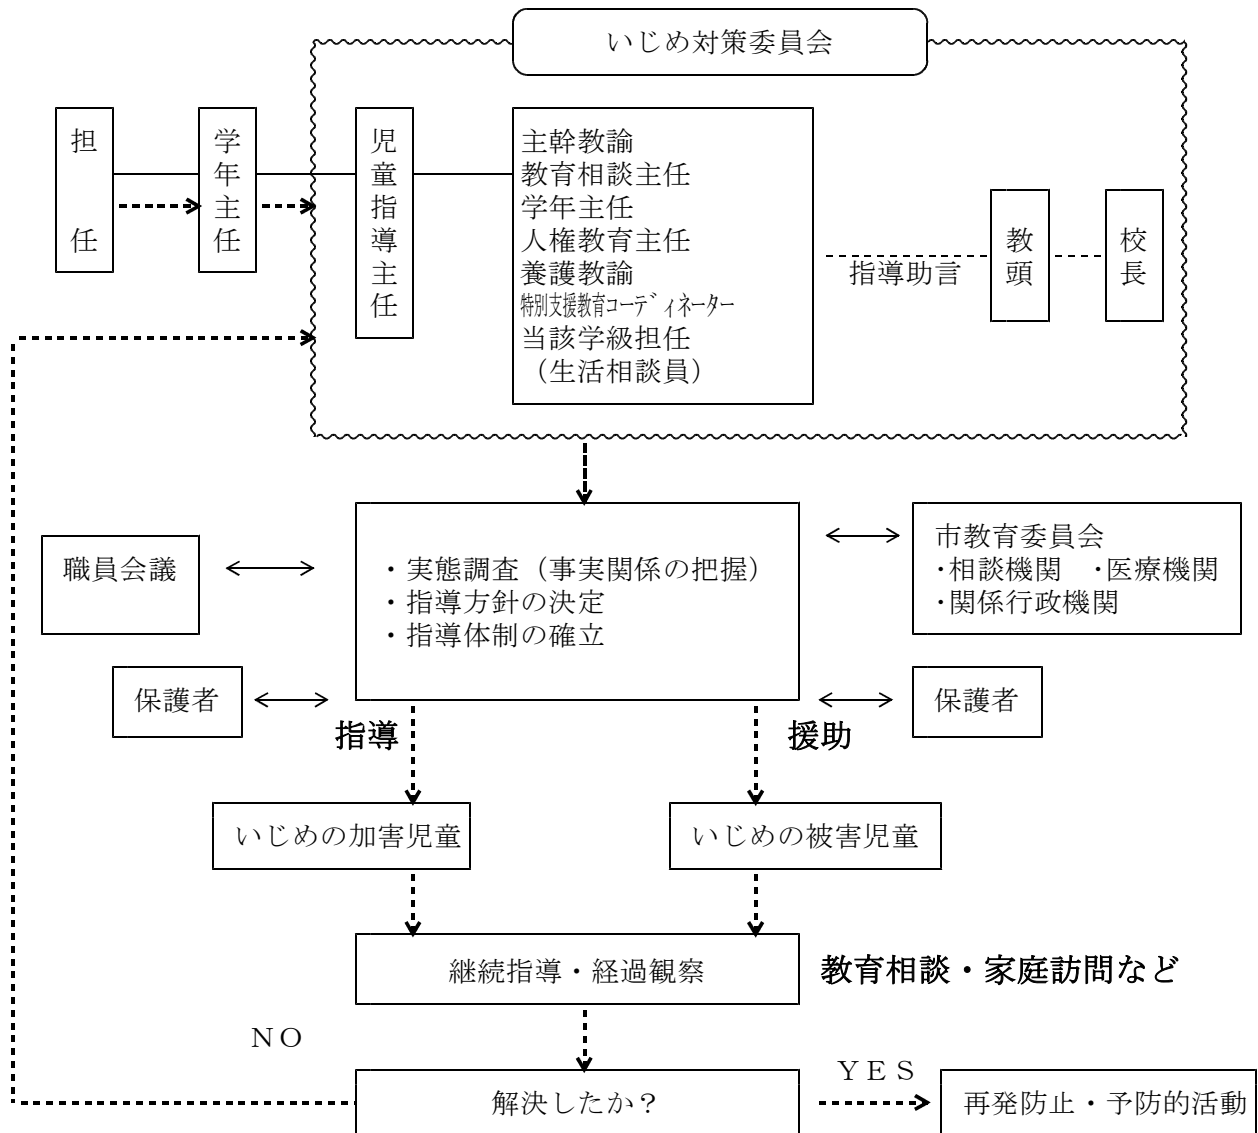 いじめ対策委員会
担任
学年主任
児童指導主任
主幹教諭
教育相談主任
学年主任
人権教育主任
養護教諭
特別支援教育コーディネーター
当該学級担任
（生活相談員）
指導助言
教頭
校長
職員会議
・実態調査（事実関係の把握）
・指導方針の決定
・指導体制の確立
市教育委員会
・相談機関　・医療機関
・関係行政機関
保護者
保護者
指導
援助
いじめの加害児童
いじめの被害児童
継続指導・経過観察
教育相談・家庭訪問など
ＮＯ
ＹＥＳ
解決したか？
再発防止・予防的活動